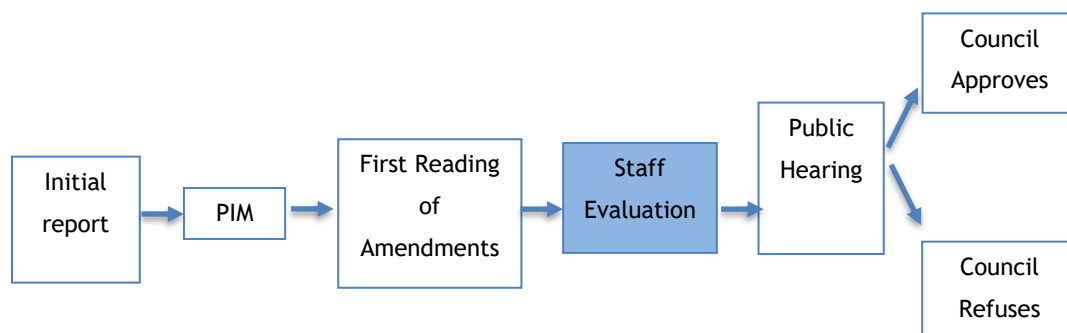 Initial
report
PIM
First Reading
of
Amendments
Staff
Evaluation
Public
Hearing
Council
Approves
Council
Refuses